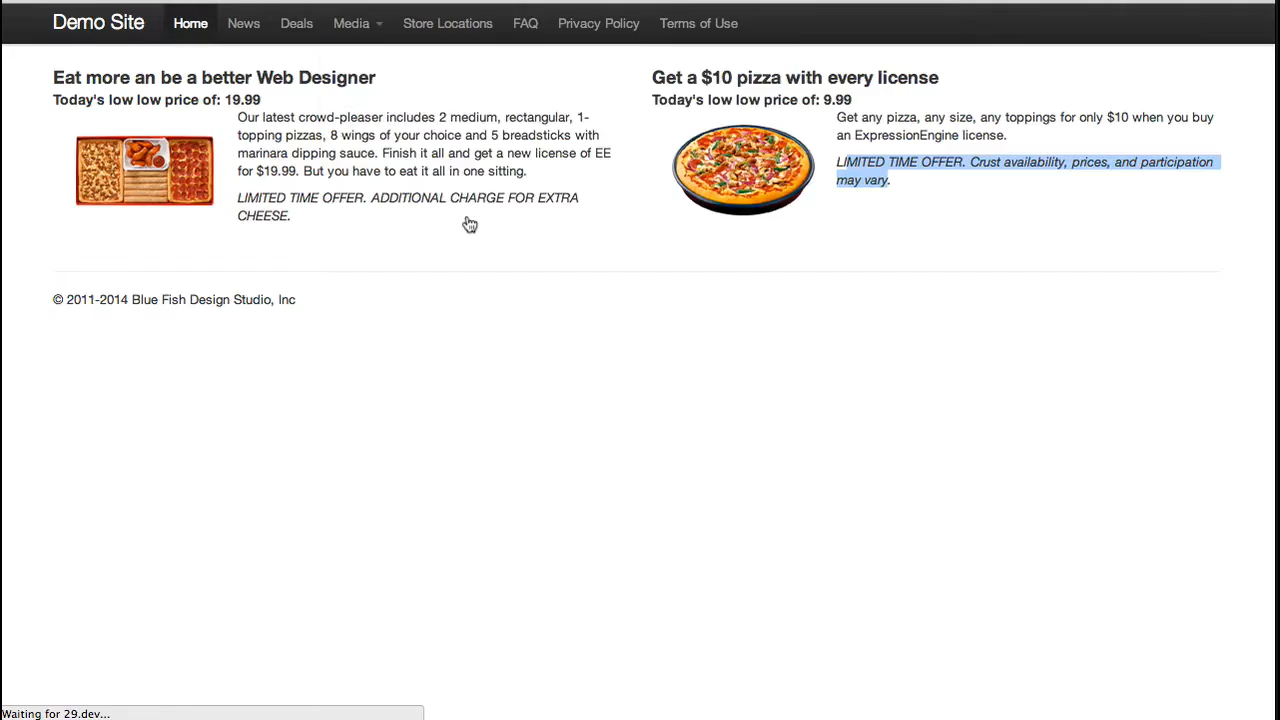 Demo Site Home News Deals Media Store Locations FAQ Privacy Policy Terms of Use
Eat more an be a better Web Designer
Today's low low price of: 19.99
Our latest crowd-pleaser includes 2 medium, rectangular, 1-
topping pizzas, 8 wings of your choice and 5 breadsticks with
marinara dipping sauce. Finish it all and get a new license of EE
for $19.99. But you have to eat it all in one sitting.
LIMITED TIME OFFER. ADDITIONAL CHARGE FOR EXTRA
CHEESE.
Get a $10 pizza with every license
Today's low low price of: 9.99
Get any pizza, any size, any toppings for only $10 when you buy
an ExpressionEngine license.
LIMITED TIME OFFER. Crust availability, prices, and participation
may vary.
© 2011-2014 Blue Fish Design Studio, Inc
Waiting for 29.dev...